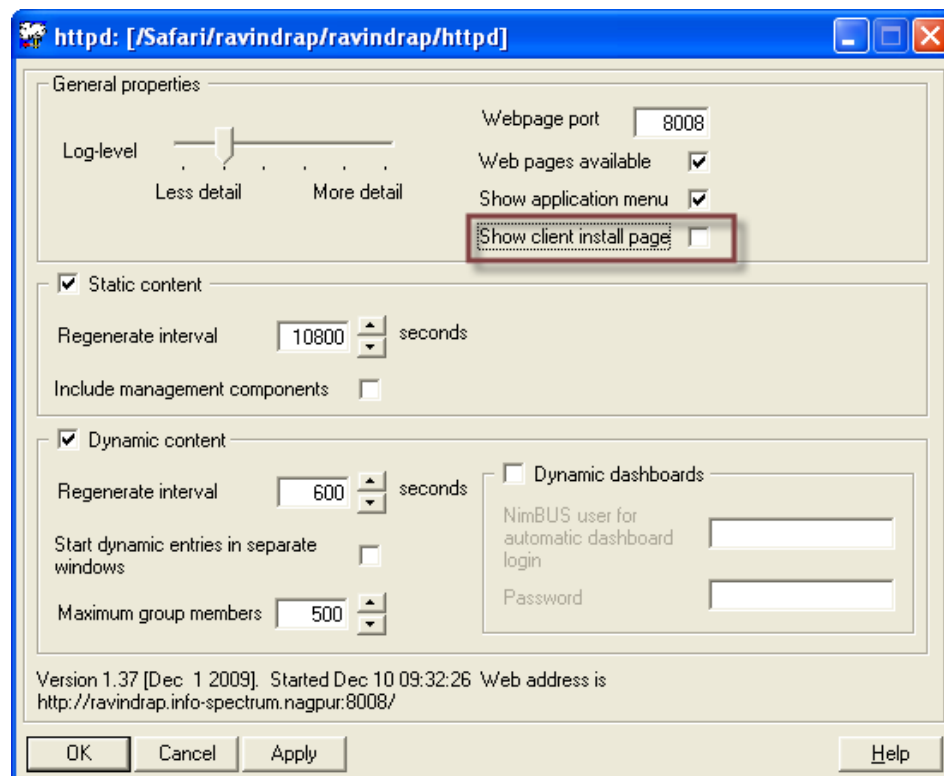 httpd: [/Safari/ravindrap/ravindrap/httpd]
General properties
Log-level
Less detail More detail
Webpage port 8008
Web pages available
Show application menu
Show client install page
Static content
Regenerate interval 10800 seconds
Include management components
Dynamic content
Regenerate interval 600 seconds
Start dynamic entries in separate
windows
Maximum group members 500
Dynamic dashboards
NimBUS user for
automatic dashboard
login
Password
Version 1.37 [Dec  1 2009].  Started Dec 10 09:32:26  Web address is
http://ravindrap.info-spectrum.nagpur:8008/
OK Cancel Apply Help